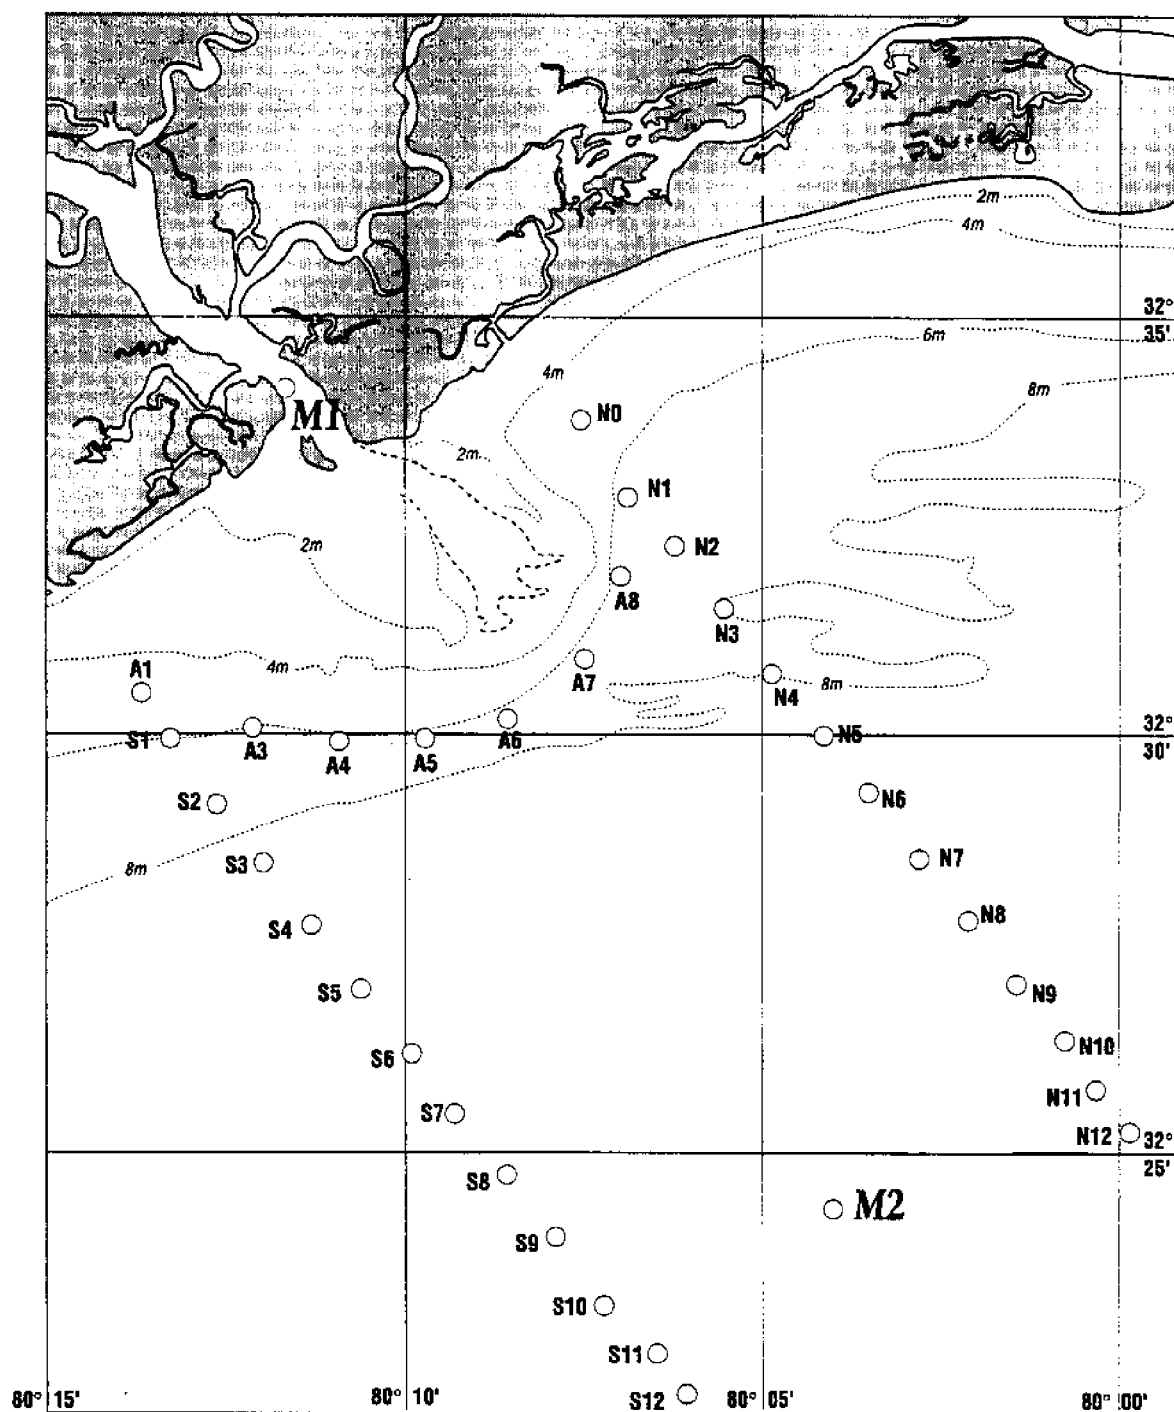 2m
4m
32°
35'
6m
4m
8m
N0
M1
2m
N1
2m
N2
A8
N3
A1
4m
A7
8m
N4
S1
A3
A4
A5
A6
N5
32°
30'
S2
N6
8m
S3
N7
S4
N8
S5
N9
S6
N10
S7
N11
N12
32°
25'
S8
M2
S9
S10
S11
S12
80° 15'
80° 10'
80° 05'
80° 00'